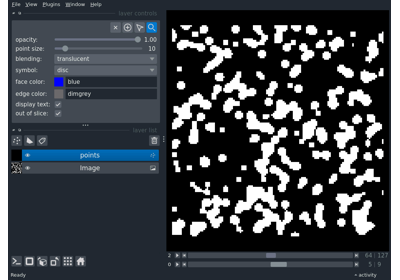 File View Plugins Window Help
layer controls
opacity: 1.00
point size: 10
blending: translucent
symbol: disc
face color: blue
edge color: dimgrey
display text:
out of slice:
layer list
points
Image
2 64 127
0 5 9
Ready activity